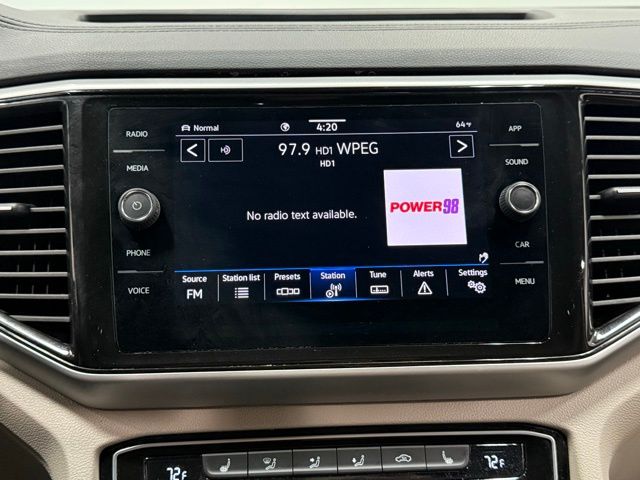 RADIO
MEDIA
PHONE
VOICE
Normal
4:20
64°F
97.9 HD1 WPEG
HD1
No radio text available.
POWER98
Source
FM
Station list
Presets
Station
Tune
Alerts
Settings
APP
SOUND
CAR
MENU
72°F
72°F